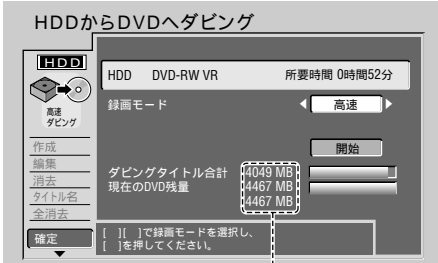 HDDからDVDへダビング
HDD
HDD DVD-RW VR 所要時間 0時間52分
高速
ダビング
録画モード 高速
開始
作成
編集
消去
タイトル名
全消去
確定
ダビングタイトル合計 4049 MB
現在のDVD残量 4467 MB
4467 MB
[ ][ ]で録画モードを選択し、
[ ]を押してください。